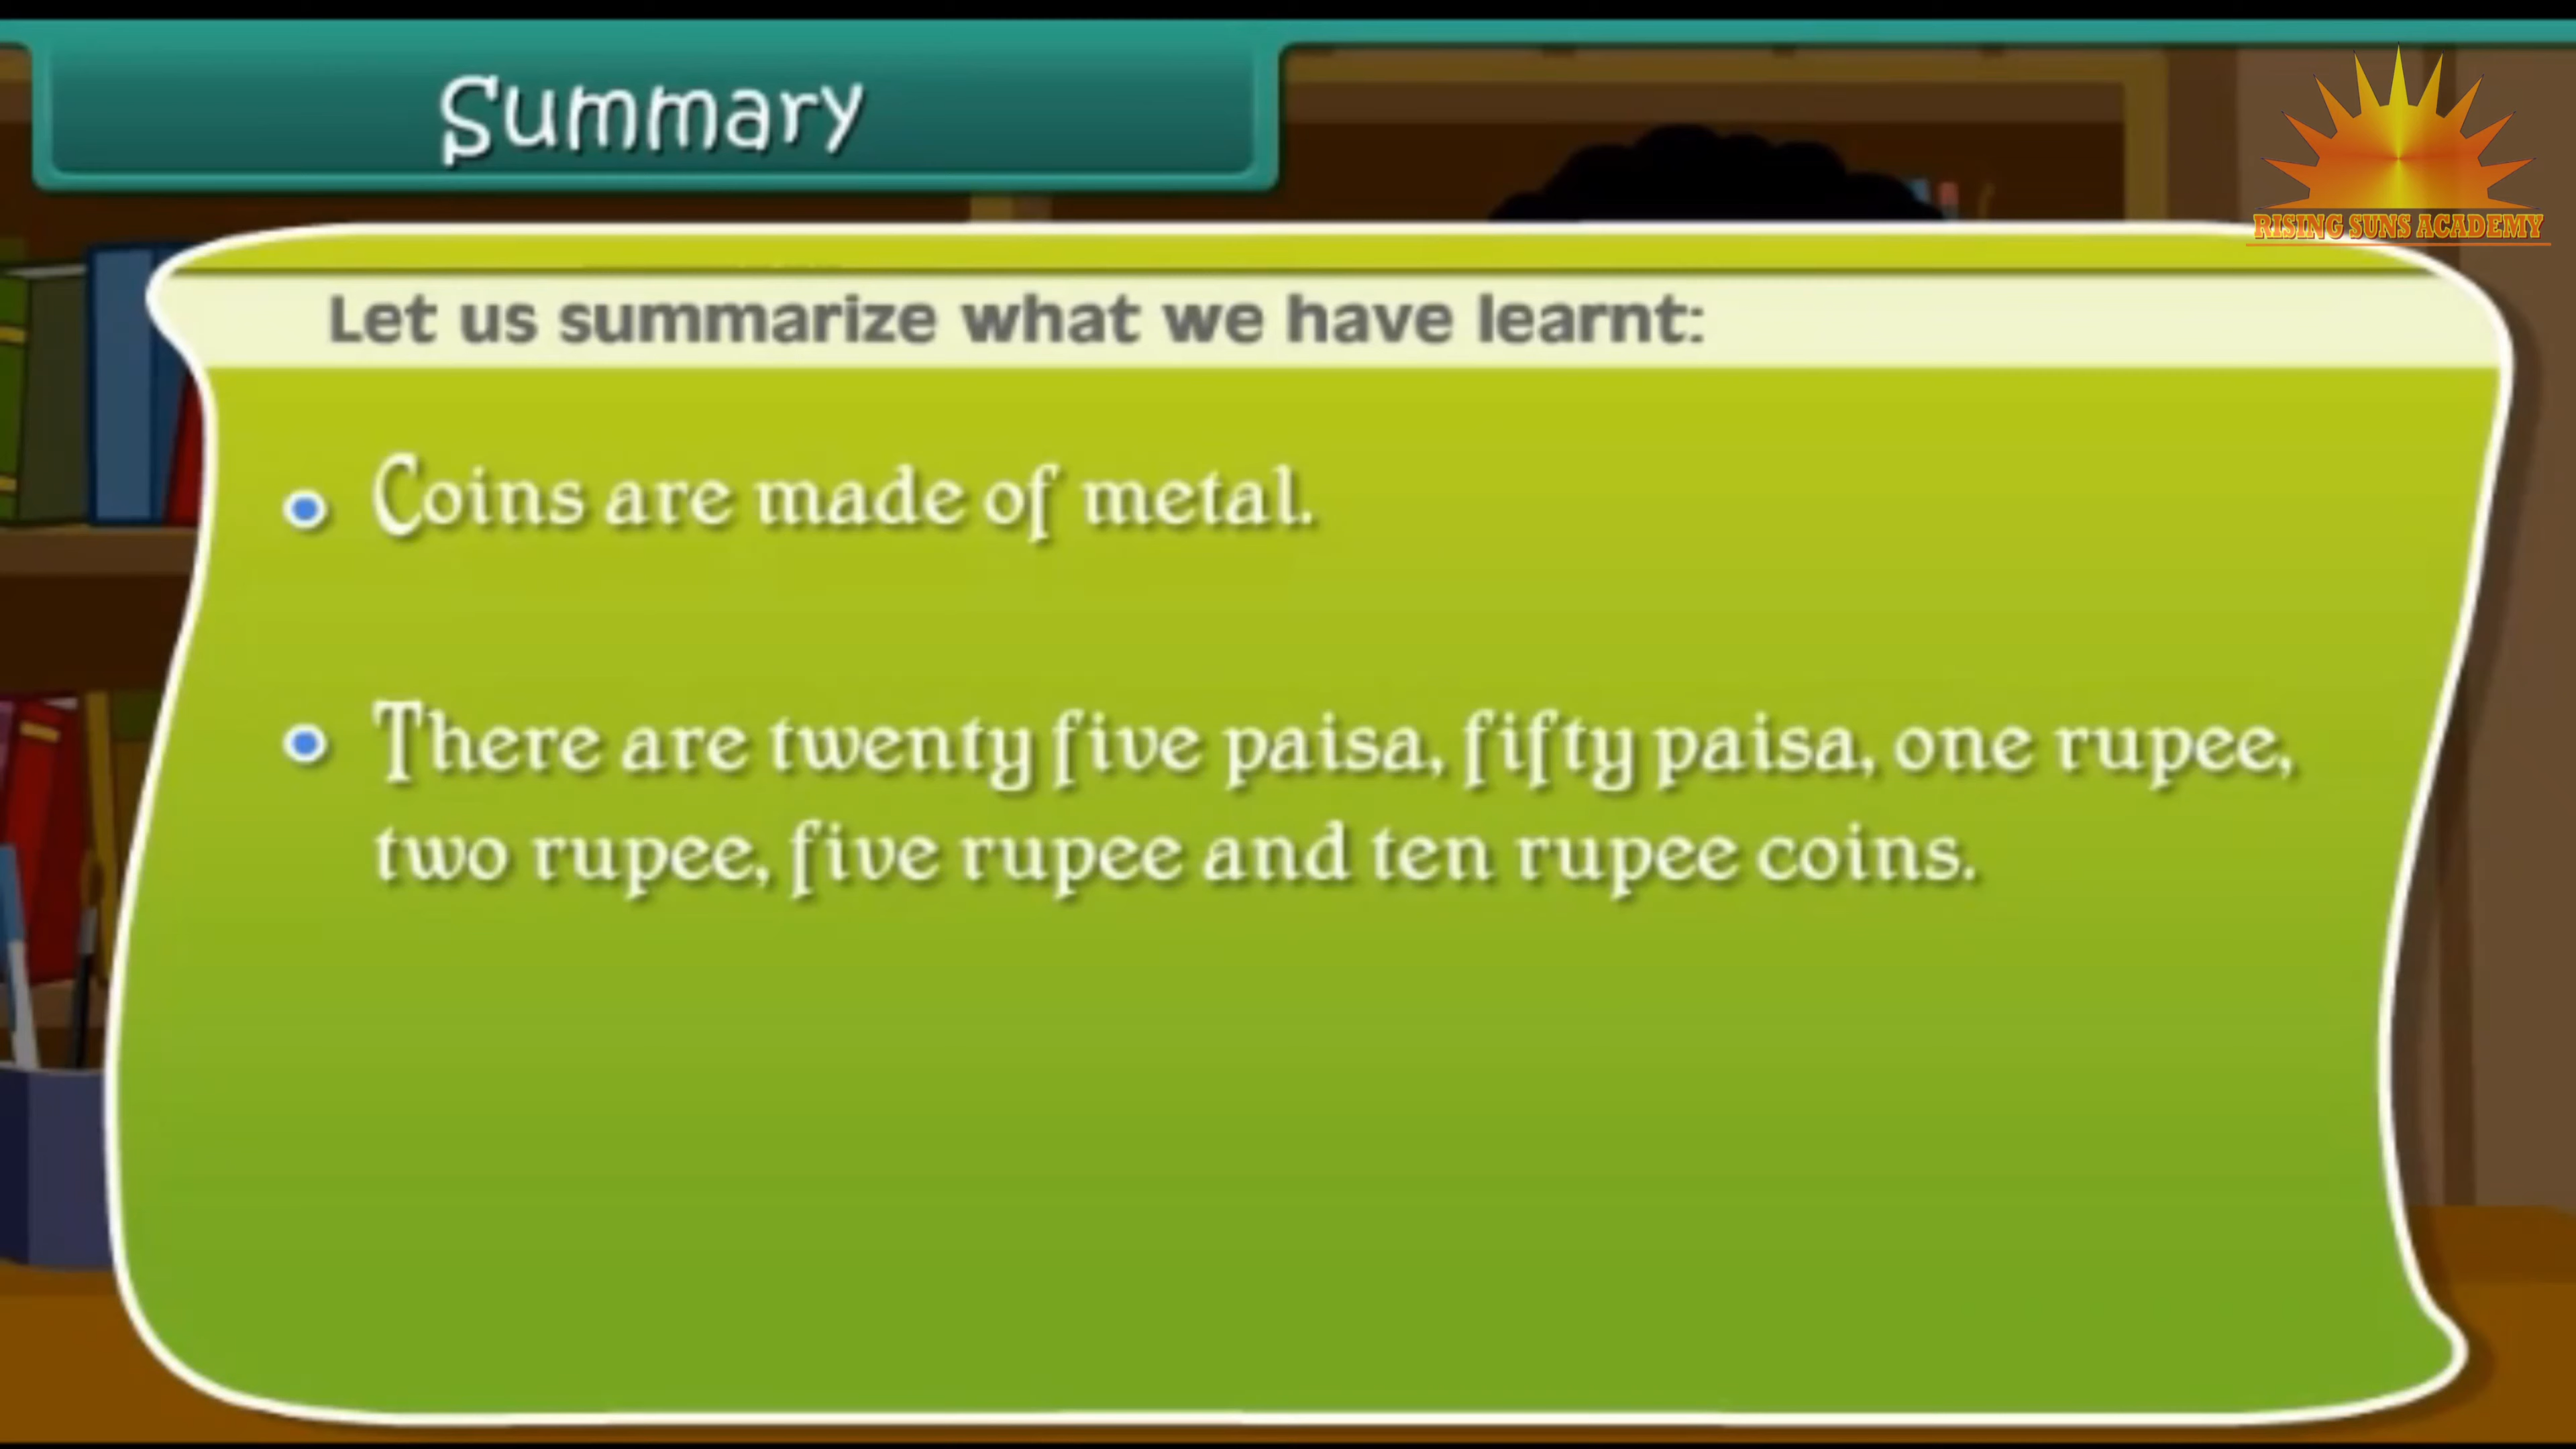 Summary
RISING SUNS ACADEMY
Let us summarize what we have learnt:
Coins are made of metal.
There are twenty five paisa, fifty paisa, one rupee,
two rupee, five rupee and ten rupee coins.